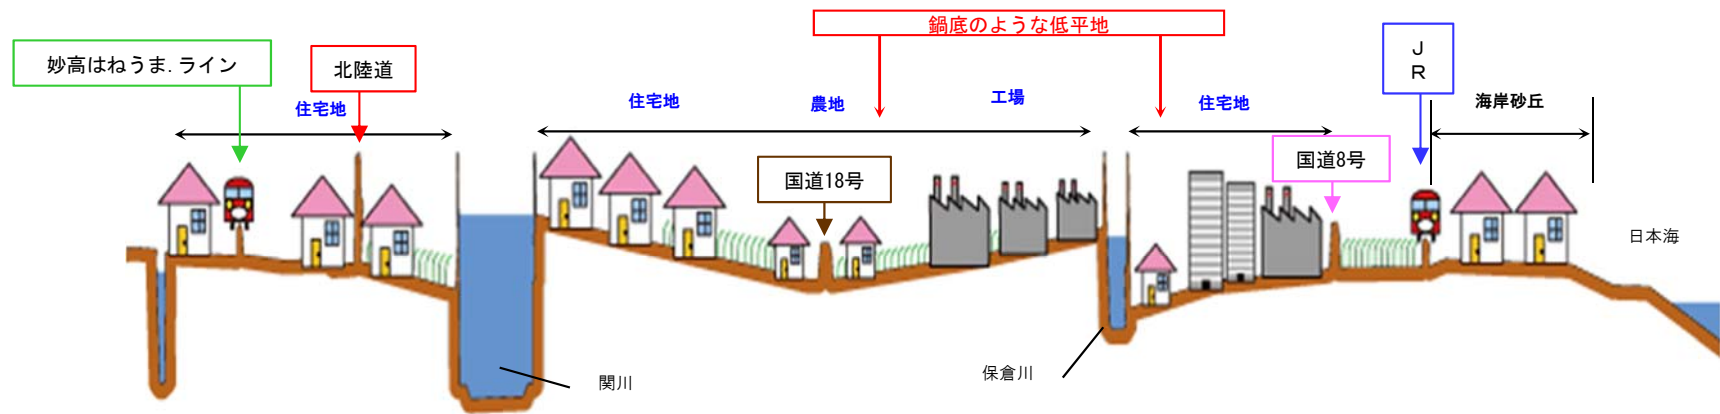 鍋底のような低平地
妙高はねうま.ライン
北陸道
J
R
住宅地
住宅地
農地
工場
住宅地
海岸砂丘
国道18号
国道8号
日本海
関川
保倉川